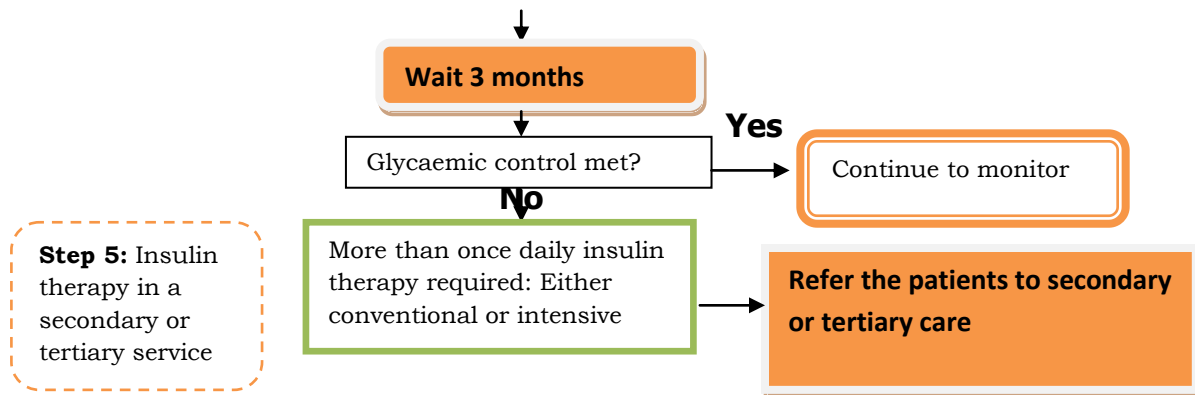 Wait 3 months
Yes
Glycaemic control met?
Continue to monitor
No
Step 5: Insulin
therapy in a
secondary or
tertiary service
More than once daily insulin
therapy required: Either
conventional or intensive
Refer the patients to secondary
or tertiary care